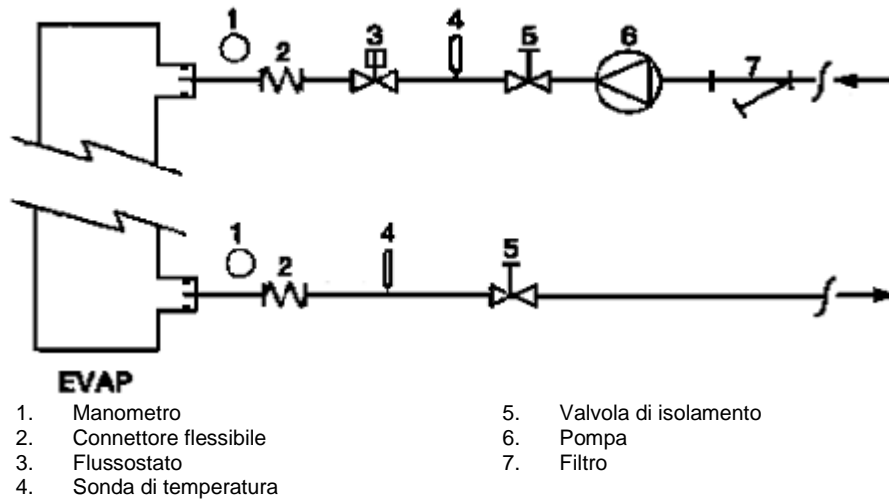 1 2 3 4 5 6 7
1 2 4 5
EVAP
1. Manometro
2. Connettore flessibile
3. Flussostato
4. Sonda di temperatura
5. Valvola di isolamento
6. Pompa
7. Filtro